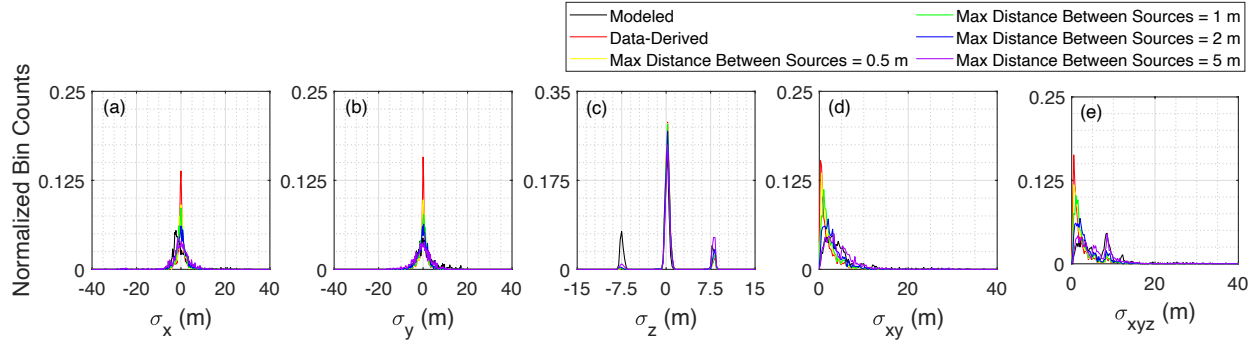 Modeled
Data-Derived
Max Distance Between Sources = 0.5 m
Max Distance Between Sources = 1 m
Max Distance Between Sources = 2 m
Max Distance Between Sources = 5 m
Normalized Bin Counts
(a)
0.25
0.125
0
-40 -20 0 20 40
σx (m)
(b)
0.25
0.125
0
-40 -20 0 20 40
σy (m)
(c)
0.35
0.175
0
-15 -7.5 0 7.5 15
σz (m)
(d)
0.25
0.125
0
0 20 40
σxy (m)
(e)
0.25
0.125
0
0 20 40
σxyz (m)